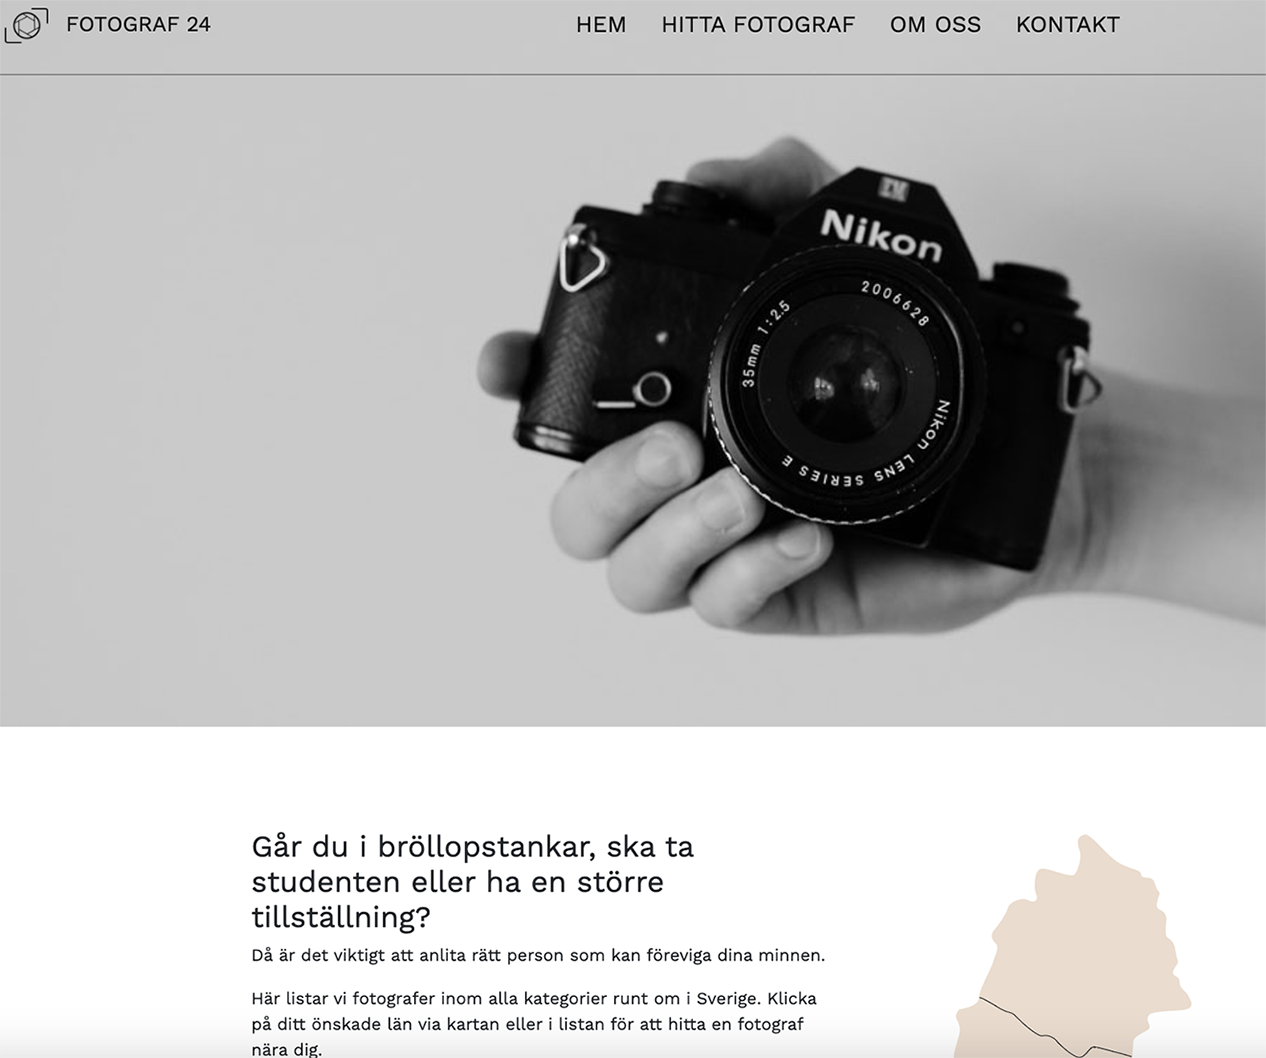 FOTOGRAF 24
HEM HITTA FOTOGRAF OM OSS KONTAKT
EM
Nikon
35mm 1:2.5 2006628
Nikon LENS SERIES E
Går du i bröllopstankar, ska ta
studenten eller ha en större
tillställning?
Då är det viktigt att anlita rätt person som kan föreviga dina minnen.
Här listar vi fotografer inom alla kategorier runt om i Sverige. Klicka
på ditt önskade län via kartan eller i listan för att hitta en fotograf
nära dig.